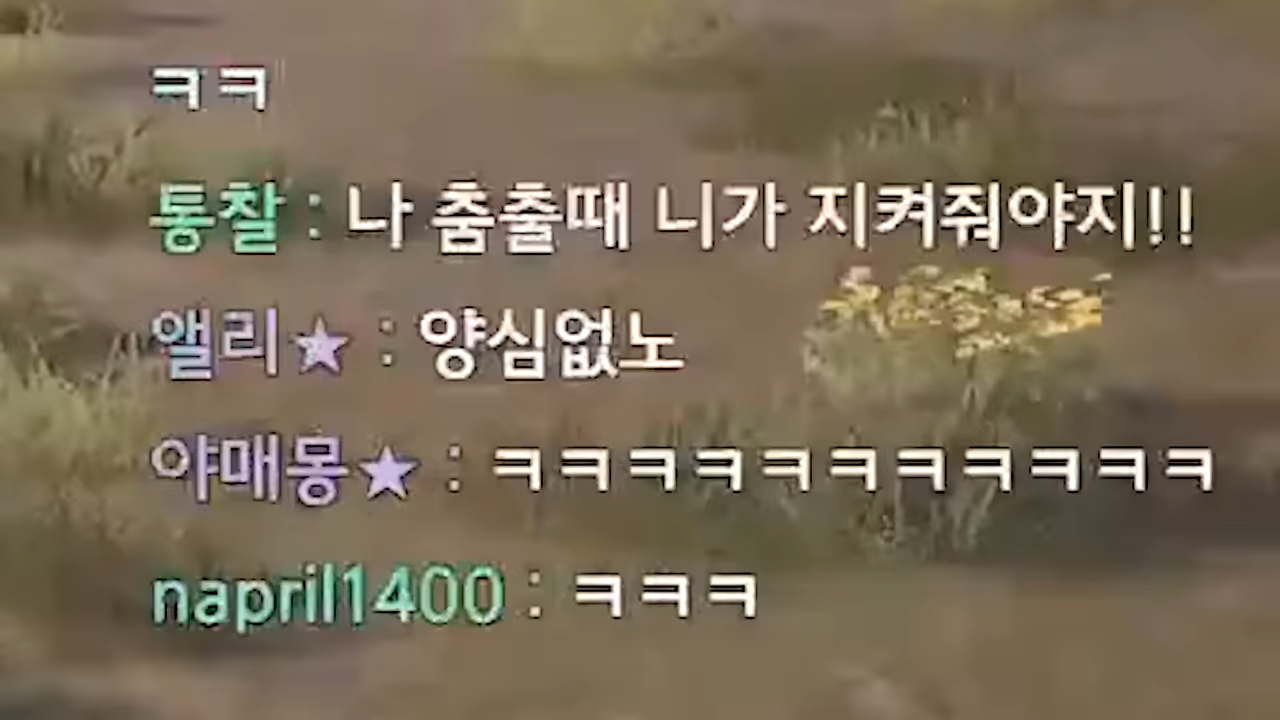 ㅋㅋ
통찰 : 나 춤출때 니가 지켜줘야지!!
앨리★ : 양심없노
야매몽★ : ㅋㅋㅋㅋㅋㅋㅋㅋㅋㅋㅋ
napril1400 : ㅋㅋㅋ